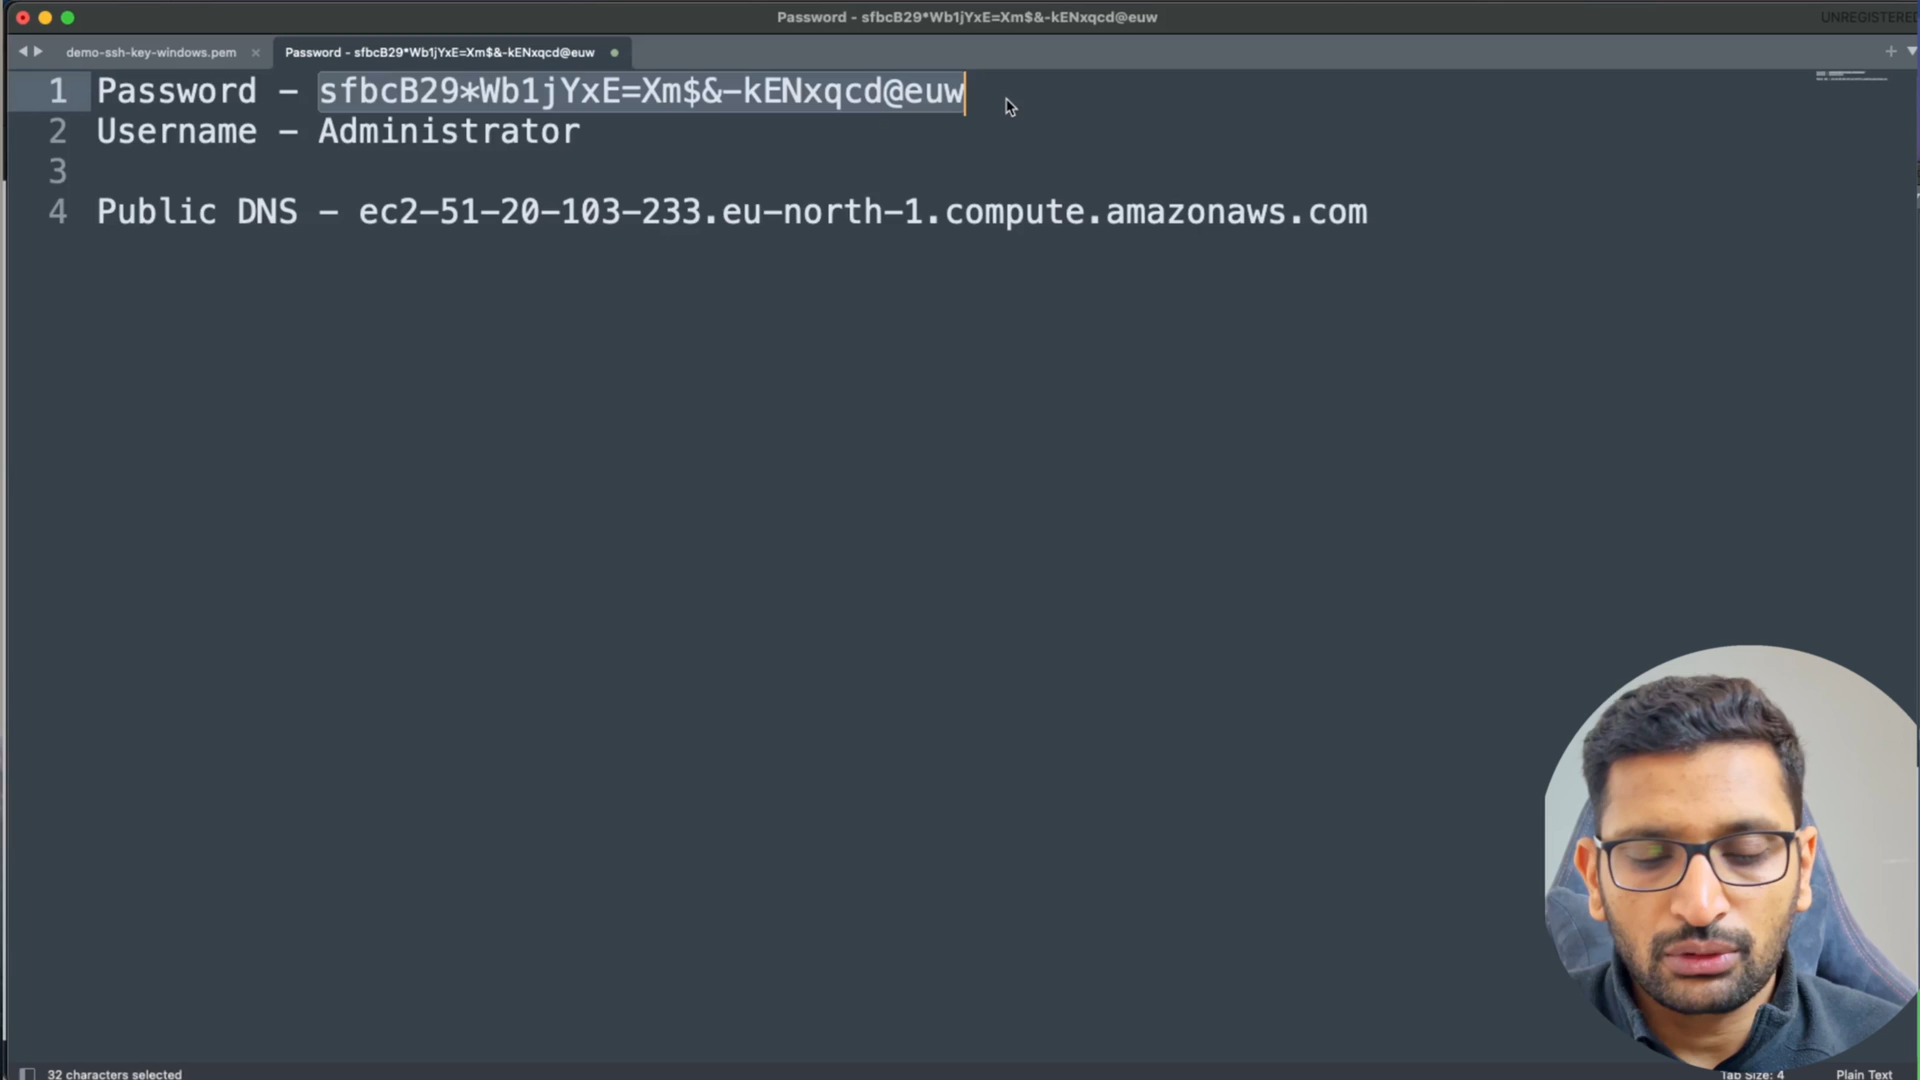 Password - sfbcB29*Wb1jYxE=Xm$&-kENxqcd@euw
UNREGISTERED
demo-ssh-key-windows.pem
Password - sfbcB29*Wb1jYxE=Xm$&-kENxqcd@euw
1 Password - sfbcB29*Wb1jYxE=Xm$&-kENxqcd@euw
2 Username - Administrator
3
4 Public DNS - ec2-51-20-103-233.eu-north-1.compute.amazonaws.com
32 characters selected
Tab Size: 4
Plain Text